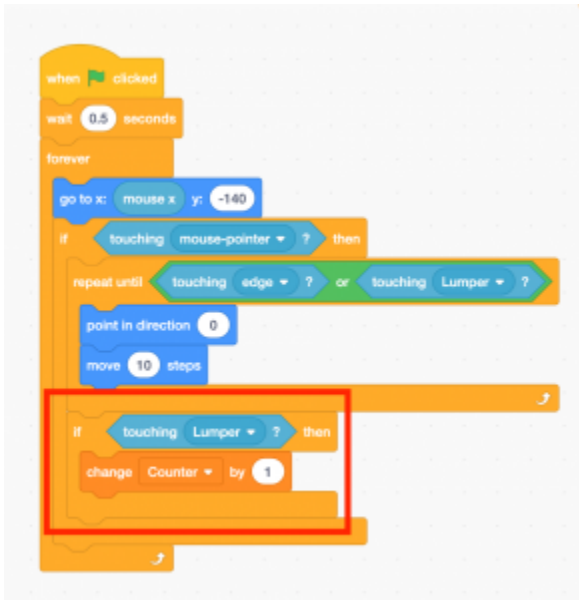 when clicked
wait 0.5 seconds
forever
go to x: mouse x y: -140
if touching mouse-pointer ? then
repeat until touching edge ? or touching Lumper ?
point in direction 0
move 10 steps
if touching Lumper ? then
change Counter by 1